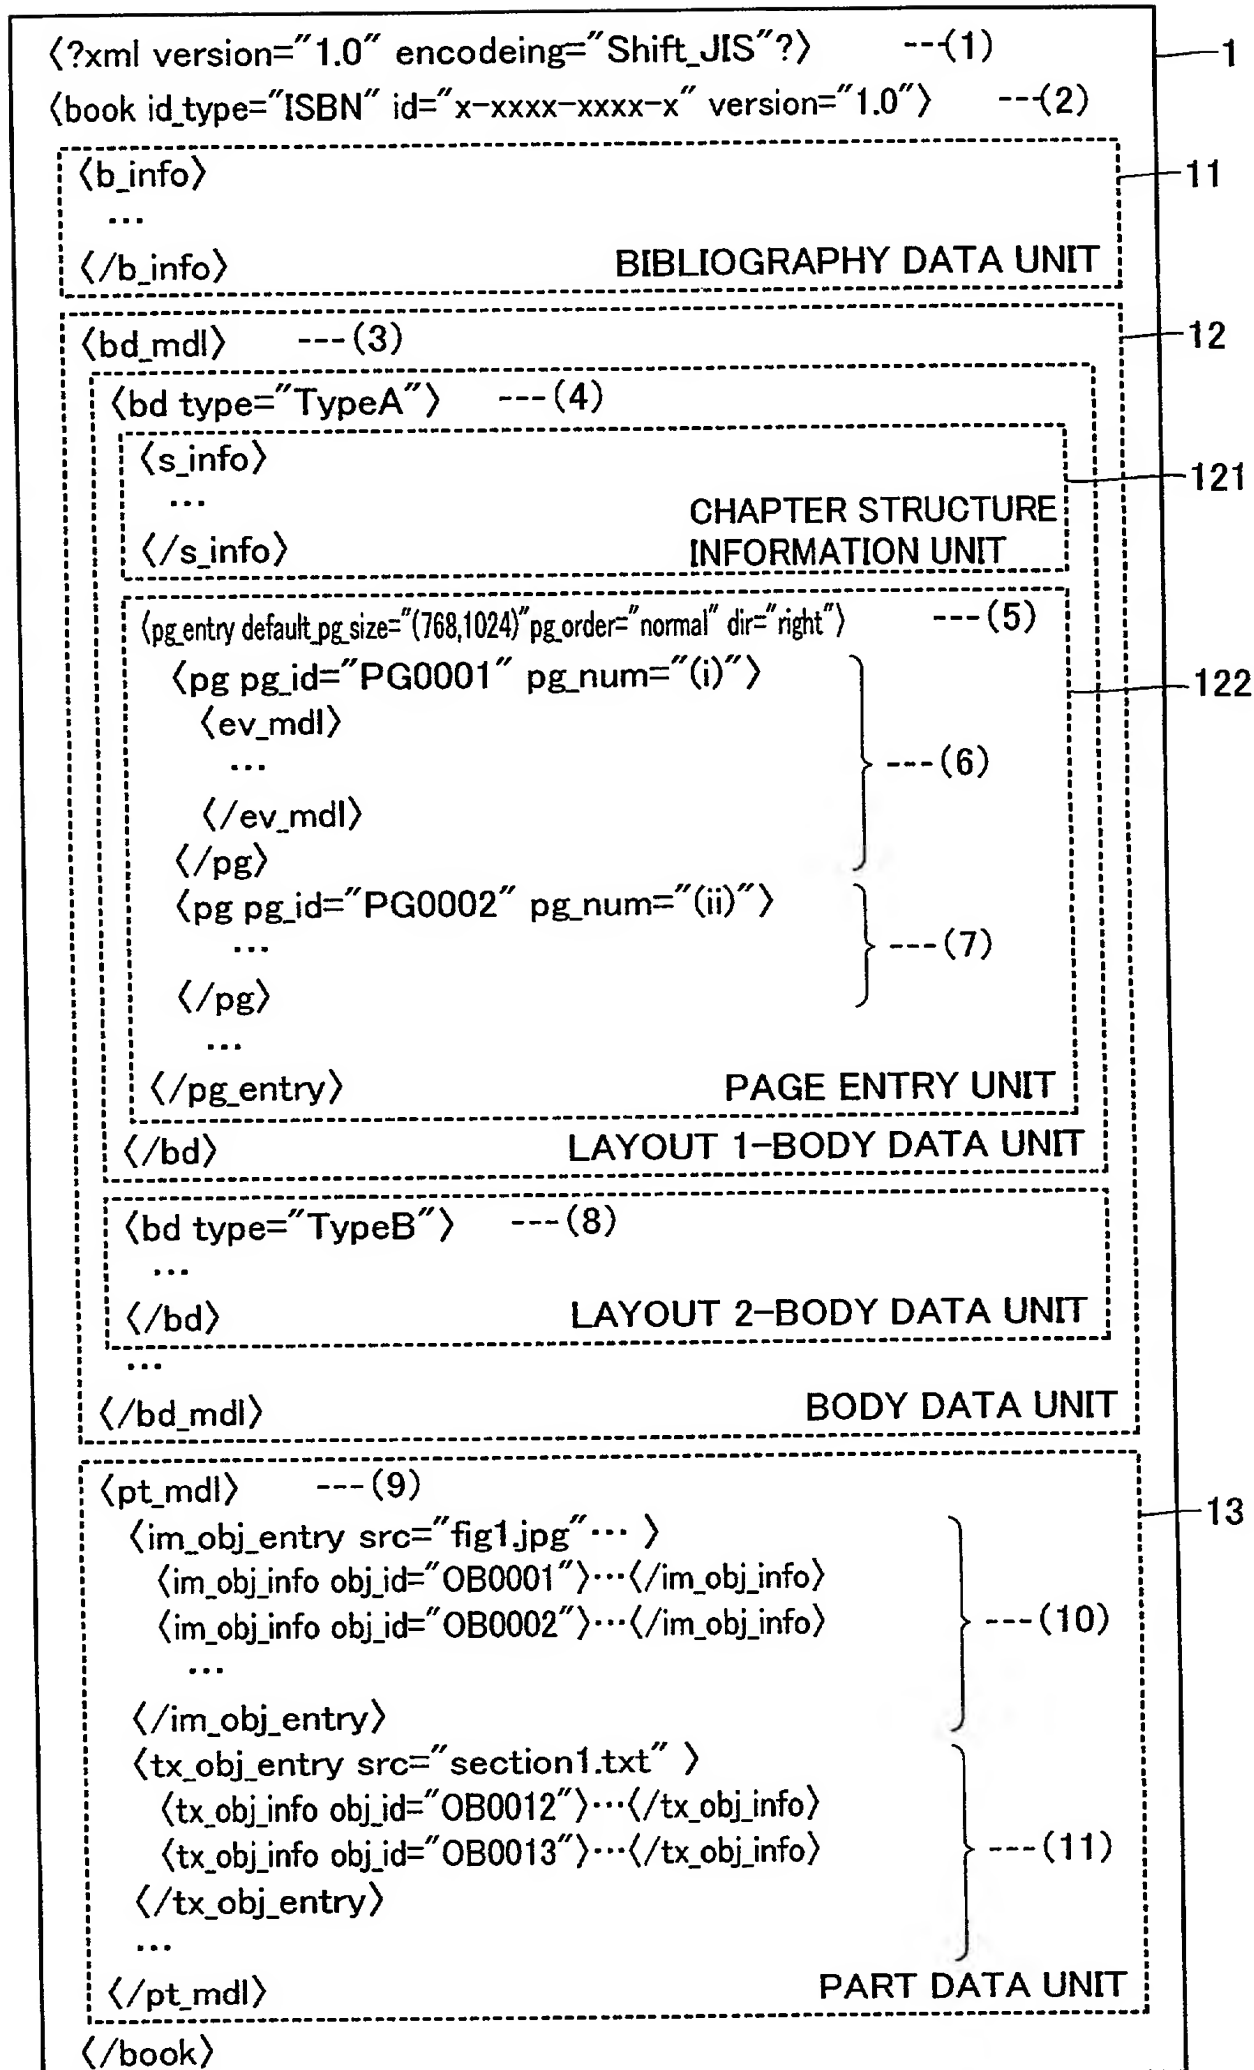 〈?xml version="1.0" encodeing="Shift_JIS"?〉 ---(1)
1
〈book id_type="ISBN" id="x-xxxx-xxxx-x" version="1.0"〉 ---(2)
〈b_info〉
11
...
〈/b_info〉 BIBLIOGRAPHY DATA UNIT
〈bd_mdl〉 ---(3)
12
〈bd type="TypeA"〉 ---(4)
〈s_info〉
121
...
CHAPTER STRUCTURE
〈/s_info〉 INFORMATION UNIT
〈pg_entry default_pg_size="(768,1024)"pg_order="normal" dir="right"〉 ---(5)
〈pg pg_id="PG0001" pg_num="(i)"〉
122
〈ev_mdl〉
...
---(6)
〈/ev_mdl〉
〈/pg〉
〈pg pg_id="PG0002" pg_num="(ii)"〉
...
---(7)
〈/pg〉
...
〈/pg_entry〉 PAGE ENTRY UNIT
〈/bd〉 LAYOUT 1-BODY DATA UNIT
〈bd type="TypeB"〉 ---(8)
...
〈/bd〉 LAYOUT 2-BODY DATA UNIT
...
〈/bd_mdl〉 BODY DATA UNIT
〈pt_mdl〉 ---(9)
13
〈im_obj_entry src="fig1.jpg"... 〉
〈im_obj_info obj_id="OB0001"〉...〈/im_obj_info〉
〈im_obj_info obj_id="OB0002"〉...〈/im_obj_info〉 ---(10)
...
〈/im_obj_entry〉
〈tx_obj_entry src="section1.txt" 〉
〈tx_obj_info obj_id="OB0012"〉...〈/tx_obj_info〉
〈tx_obj_info obj_id="OB0013"〉...〈/tx_obj_info〉 ---(11)
〈/tx_obj_entry〉
...
〈/pt_mdl〉 PART DATA UNIT
〈/book〉